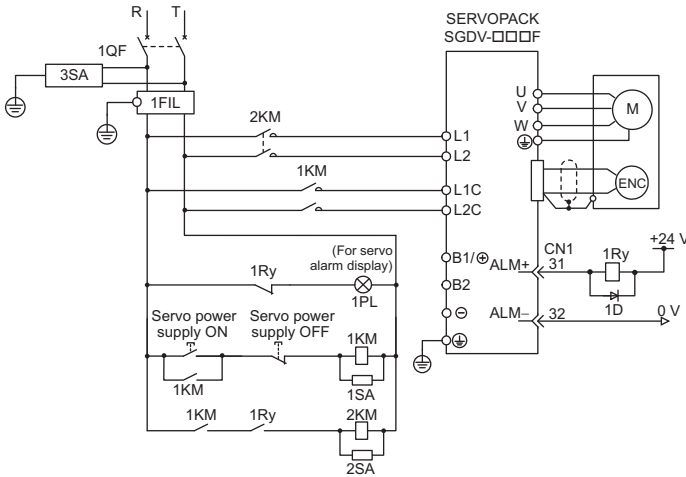 R T
SERVOPACK
SGDV-□□□F
1QF
3SA
1FIL
U
V
W
M
2KM
L1
L2
1KM
L1C
L2C
ENC
(For servo
alarm display)
1Ry
1PL
B1/⊕
B2
⊖
ALM+
CN1
31
1Ry
+24 V
1D
ALM−
32
0 V
Servo power
supply ON
Servo power
supply OFF
1KM
1KM
1SA
1KM
1Ry
2KM
2SA